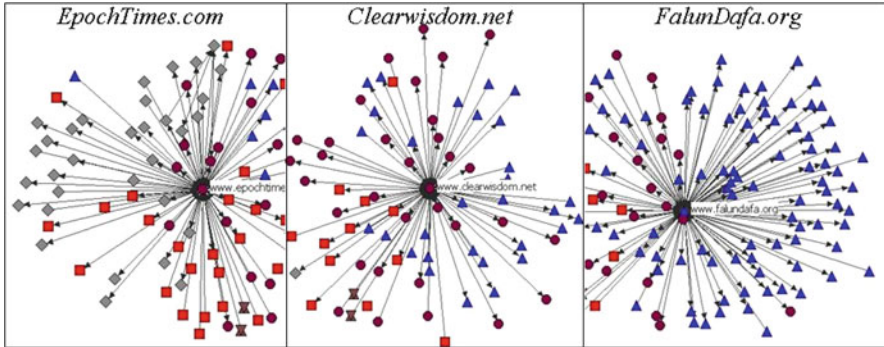 EpochTimes.com
Clearwisdom.net
FalunDafa.org
www.epochtime
www.clearwisdom.net
www.falundafa.org